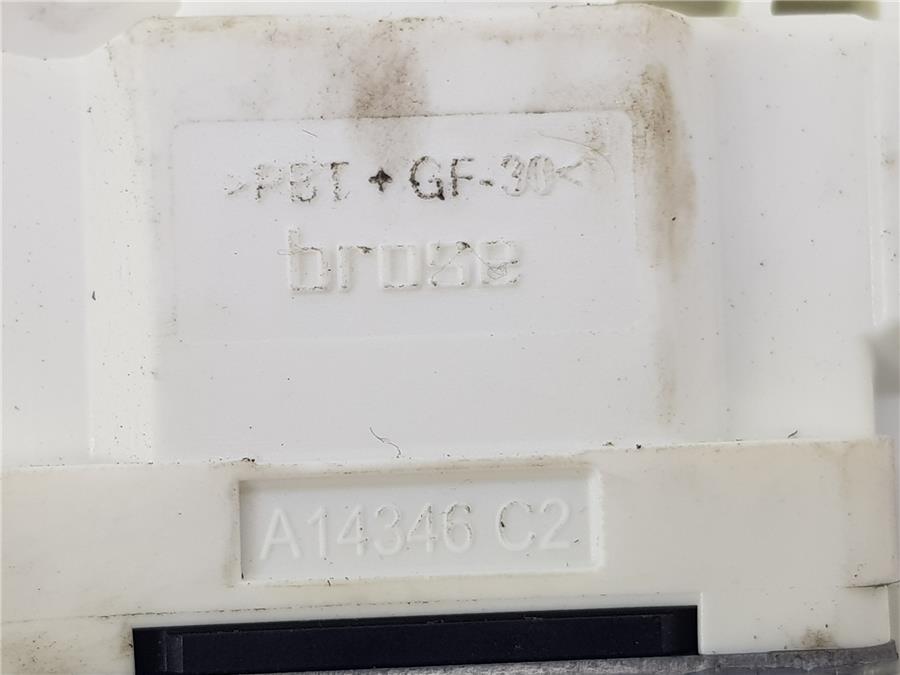 >PBT + GF-30<
brose
A14346 C2